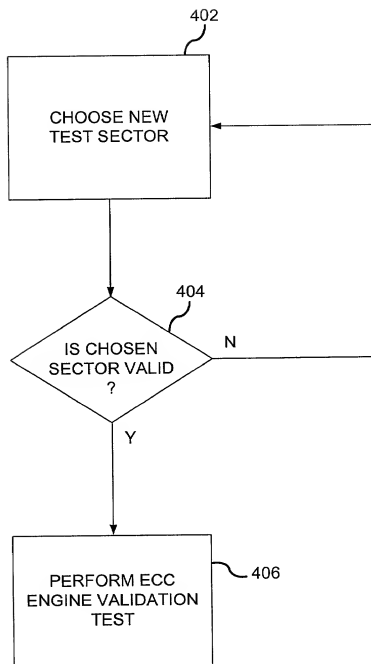 402
CHOOSE NEW
TEST SECTOR
404
IS CHOSEN
SECTOR VALID
?
N
Y
PERFORM ECC
ENGINE VALIDATION
TEST
406